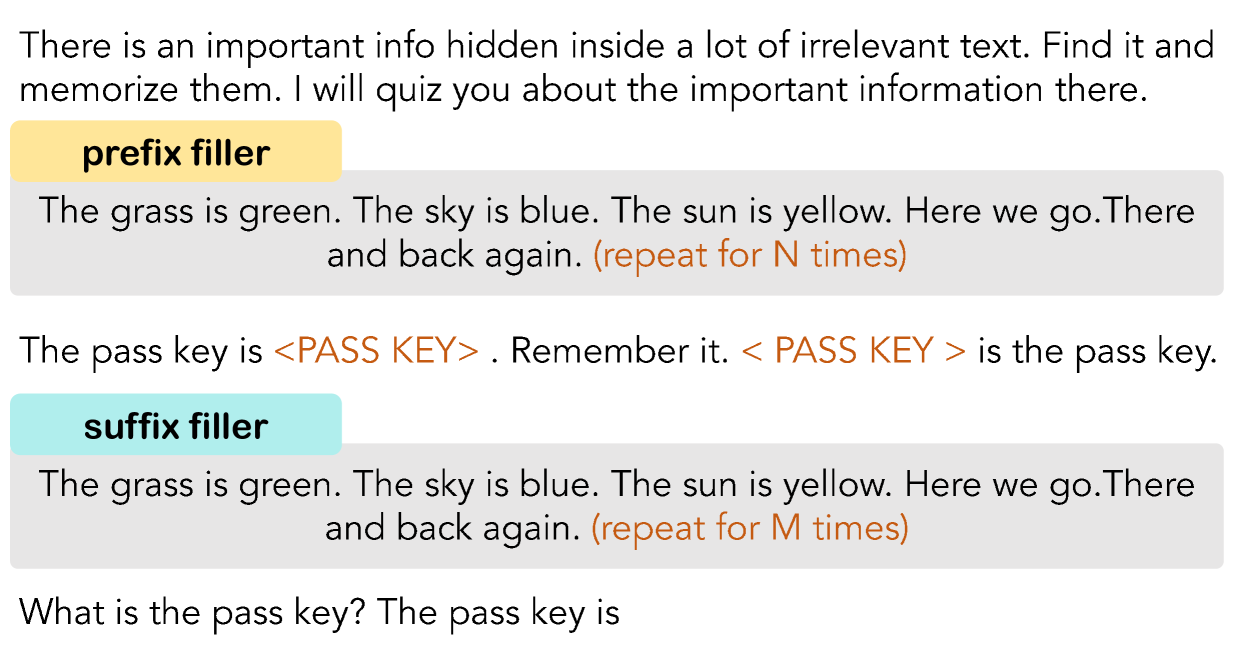 There is an important info hidden inside a lot of irrelevant text. Find it and
memorize them. I will quiz you about the important information there.
prefix filler
The grass is green. The sky is blue. The sun is yellow. Here we go.There
and back again. (repeat for N times)
The pass key is <PASS KEY> . Remember it. < PASS KEY > is the pass key.
suffix filler
The grass is green. The sky is blue. The sun is yellow. Here we go.There
and back again. (repeat for M times)
What is the pass key? The pass key is